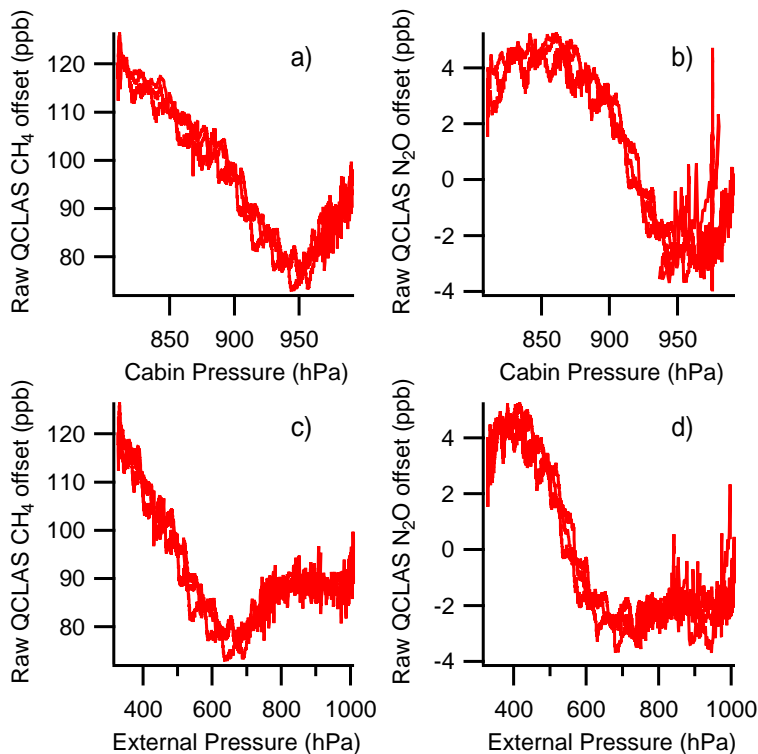 a)
Raw QCLAS CH4 offset (ppb)
120
110
100
90
80
850 900 950
Cabin Pressure (hPa)
b)
Raw QCLAS N2O offset (ppb)
4
2
0
-2
-4
850 900 950
Cabin Pressure (hPa)
c)
Raw QCLAS CH4 offset (ppb)
120
110
100
90
80
400 600 800 1000
External Pressure (hPa)
d)
Raw QCLAS N2O offset (ppb)
4
2
0
-2
-4
400 600 800 1000
External Pressure (hPa)